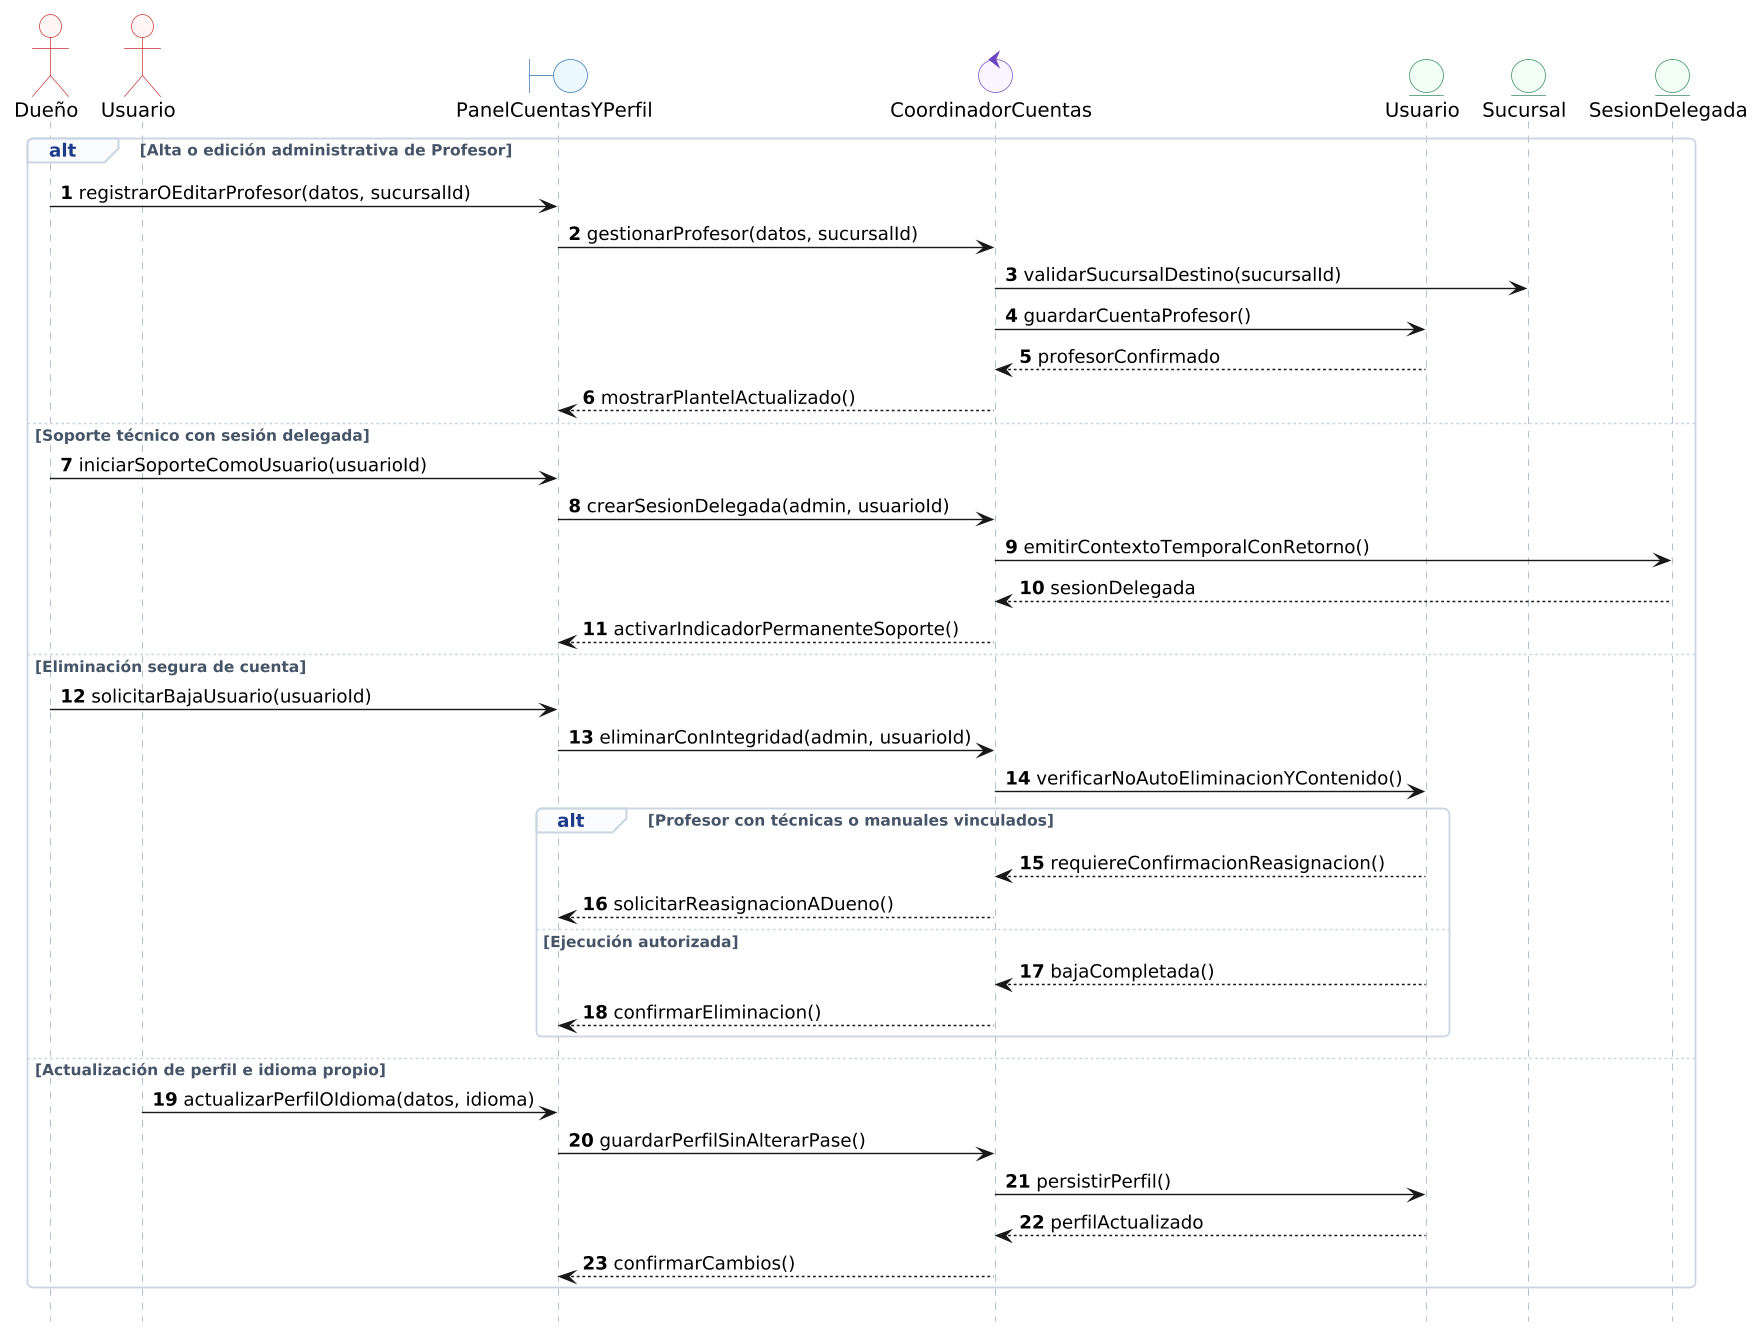 Dueño
Usuario
PanelCuentasYPerfil
CoordinadorCuentas
Usuario
Sucursal
SesionDelegada
alt [Alta o edición administrativa de Profesor]
1 registrarOEditarProfesor(datos, sucursalId)
2 gestionarProfesor(datos, sucursalId)
3 validarSucursalDestino(sucursalId)
4 guardarCuentaProfesor()
5 profesorConfirmado
6 mostrarPlantelActualizado()
[Soporte técnico con sesión delegada]
7 iniciarSoporteComoUsuario(usuarioId)
8 crearSesionDelegada(admin, usuarioId)
9 emitirContextoTemporalConRetorno()
10 sesionDelegada
11 activarIndicadorPermanenteSoporte()
[Eliminación segura de cuenta]
12 solicitarBajaUsuario(usuarioId)
13 eliminarConIntegridad(admin, usuarioId)
14 verificarNoAutoEliminacionYContenido()
alt [Profesor con técnicas o manuales vinculados]
15 requiereConfirmacionReasignacion()
16 solicitarReasignacionADueno()
[Ejecución autorizada]
17 bajaCompletada()
18 confirmarEliminacion()
[Actualización de perfil e idioma propio]
19 actualizarPerfilOIdioma(datos, idioma)
20 guardarPerfilSinAlterarPase()
21 persistirPerfil()
22 perfilActualizado
23 confirmarCambios()